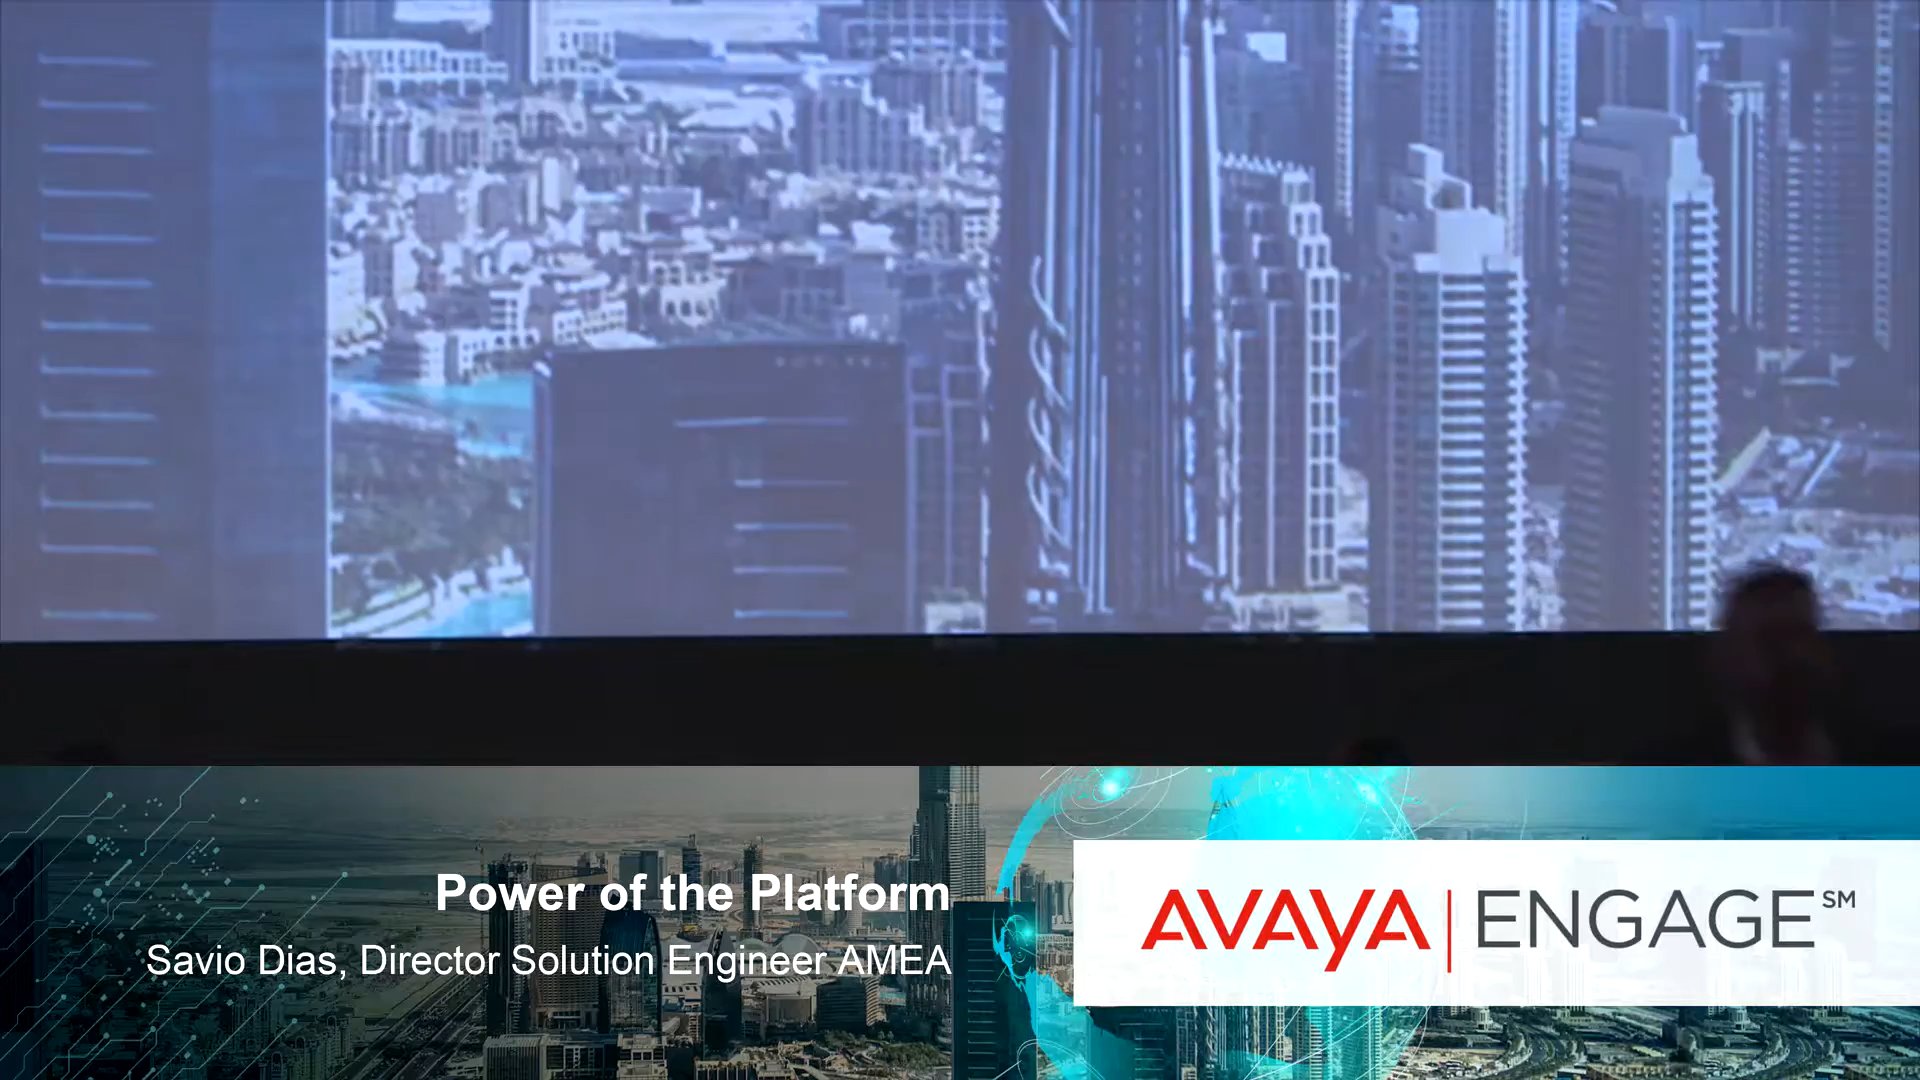 Power of the Platform
Savio Dias, Director Solution Engineer AMEA
AVAYA | ENGAGE SM